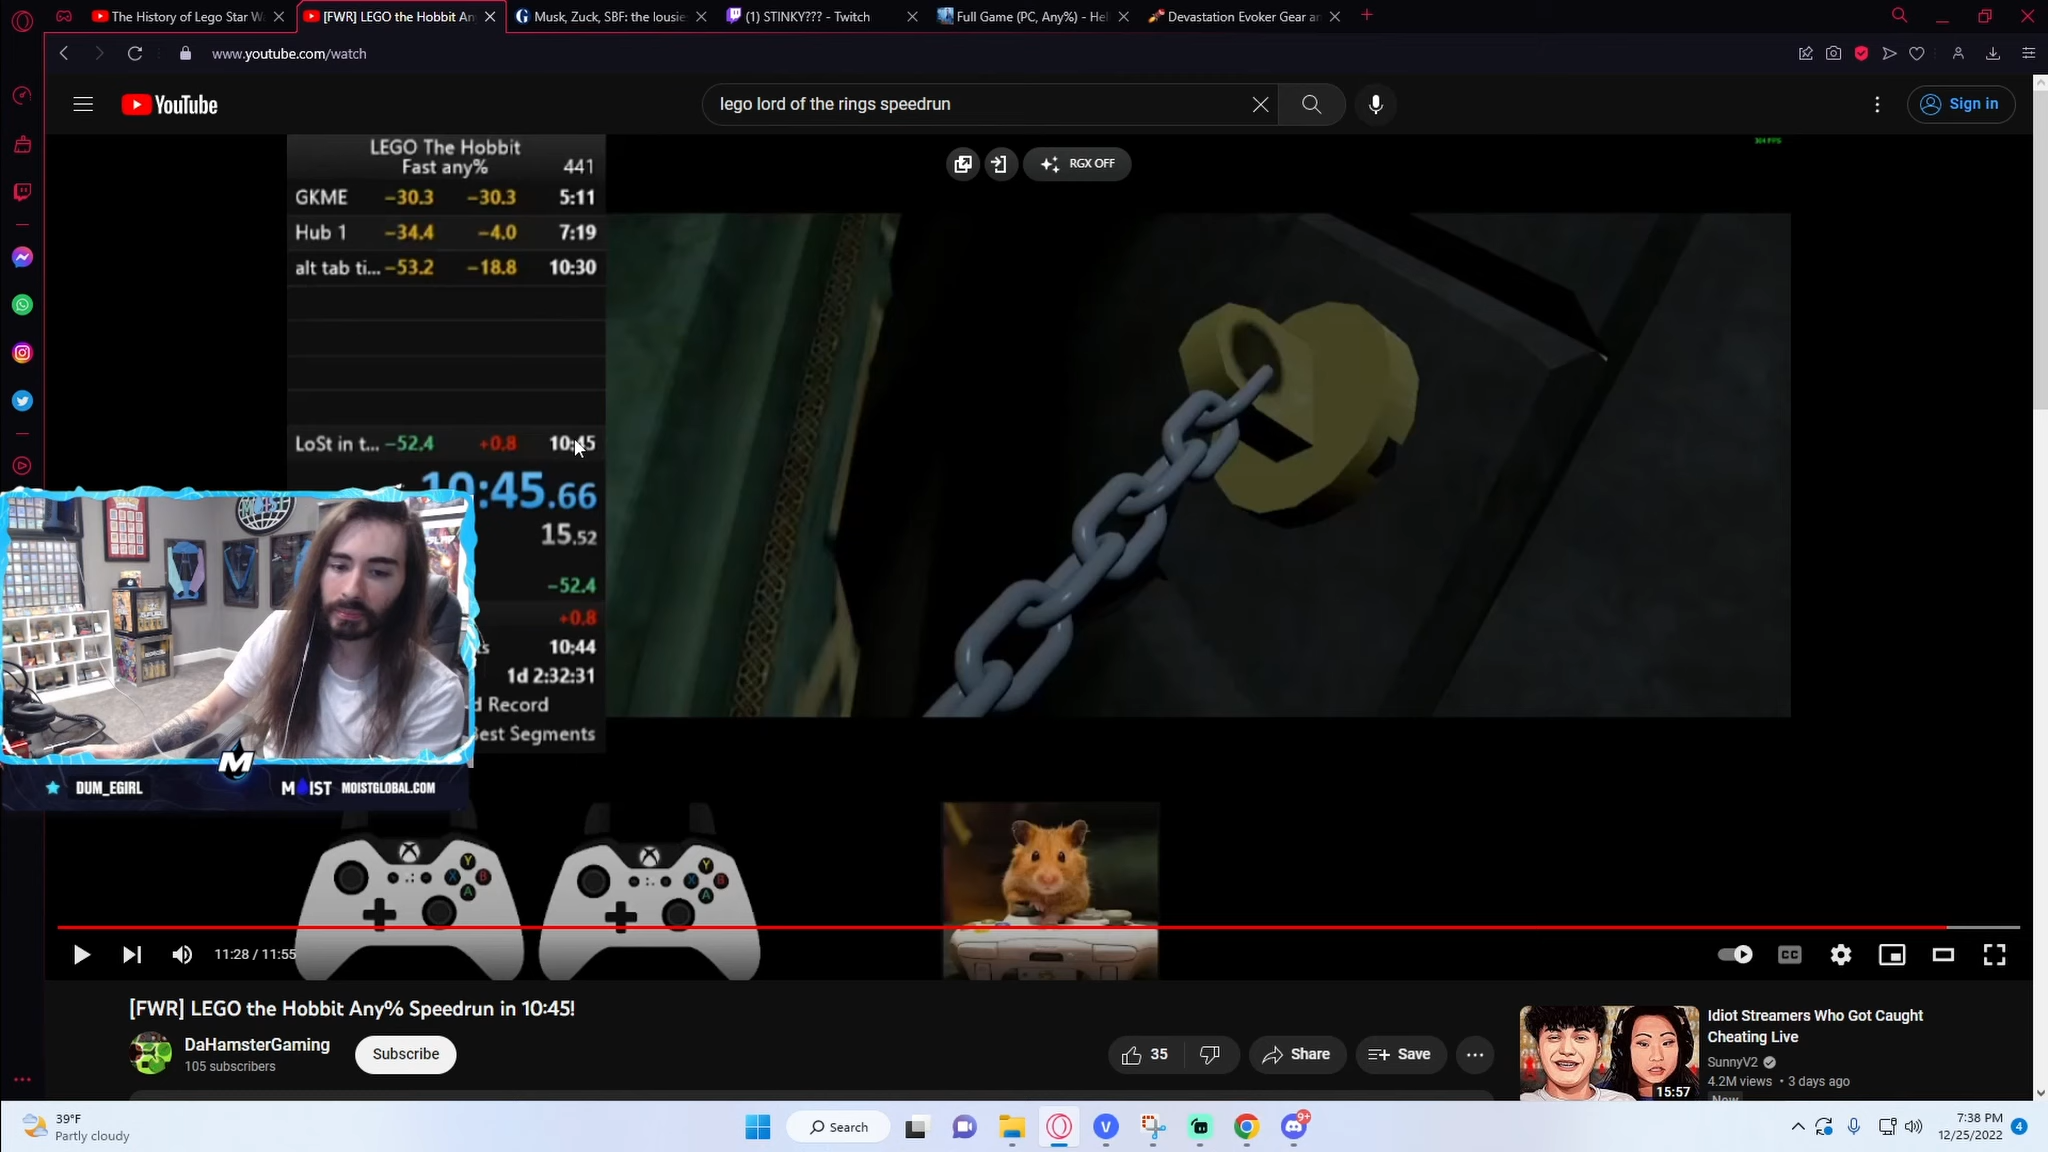 The History of Lego Star W
[FWR] LEGO the Hobbit An
Musk, Zuck, SBF: the lousie
(1) STINKY??? - Twitch
Full Game (PC, Any%) - Hel
Devastation Evoker Gear an
www.youtube.com/watch
YouTube
lego lord of the rings speedrun
Sign in
LEGO The Hobbit
Fast any% 441
GKME −30.3 −30.3 5:11
Hub 1 −34.4 −4.0 7:19
alt tab ti... −53.2 −18.8 10:30
LoSt in t... −52.4 +0.8 10:45
10:45.66
15.52
−52.4
+0.8
10:44
1d 2:32:31
d Record
Best Segments
RGX OFF
MOIST
DUM_EGIRL
M MOIST MOISTGLOBAL.COM
Y X B A
Y X B A
11:28 / 11:55
CC
[FWR] LEGO the Hobbit Any% Speedrun in 10:45!
DaHamsterGaming
105 subscribers
Subscribe
35
Share
Save
Idiot Streamers Who Got Caught
Cheating Live
SunnyV2
4.2M views • 3 days ago
15:57
39°F
Partly cloudy
Search
V
9+
7:38 PM
12/25/2022
4